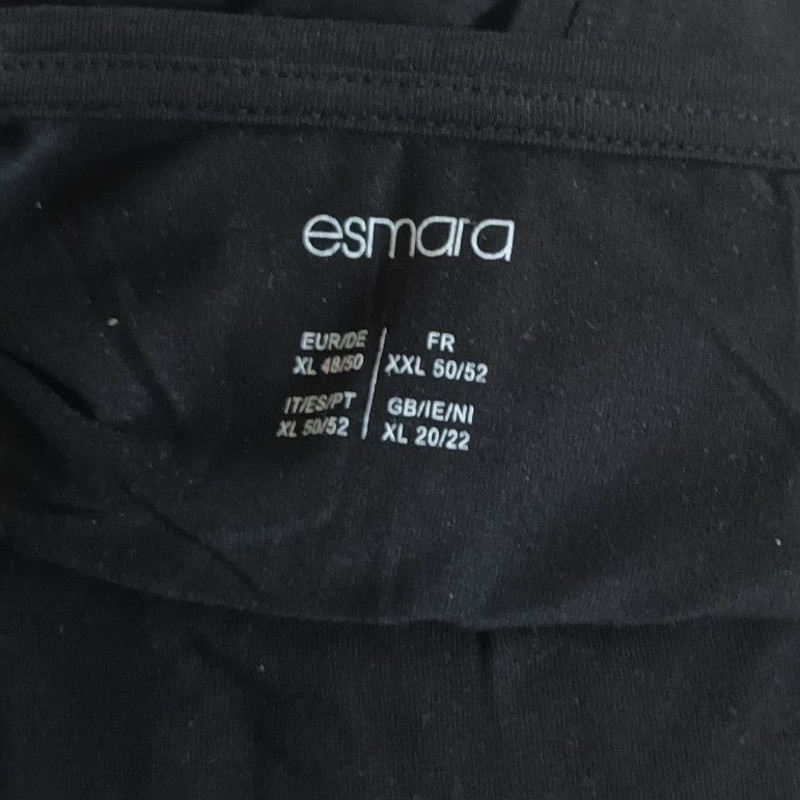 esmara
EUR/DE
XL 48/50
FR
XXL 50/52
IT/ES/PT
XL 50/52
GB/IE/NI
XL 20/22